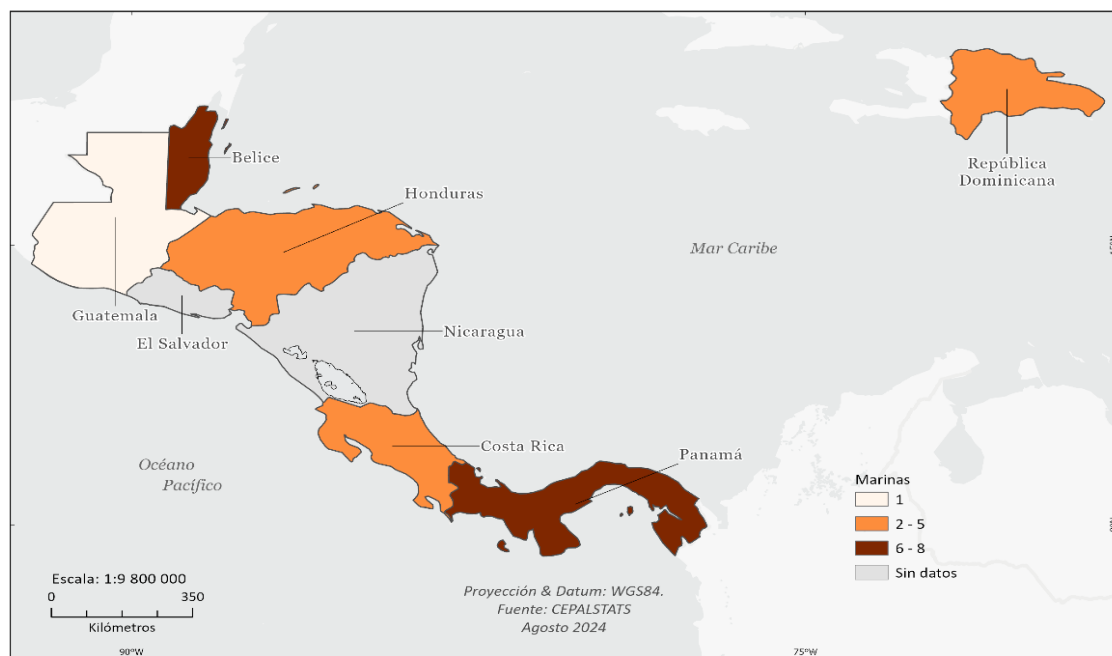 Belice
Honduras
República
Dominicana
Mar Caribe
15°N
Guatemala
El Salvador
Nicaragua
Costa Rica
Panamá
Océano
Pacífico
Marinas
1
2 - 5
6 - 8
Sin datos
Escala: 1:9 800 000
0 350
Kilómetros
Proyección & Datum: WGS84.
Fuente: CEPALSTATS
Agosto 2024
90°W 75°W